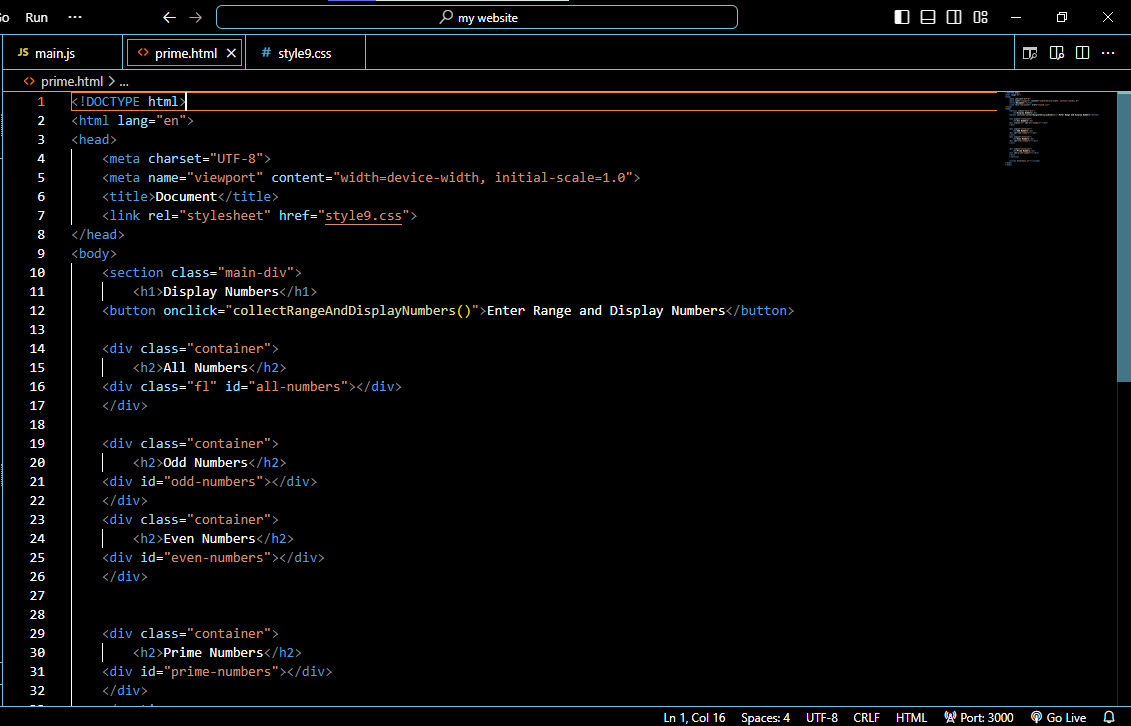 Run ···
my website
JS main.js
<> prime.html
# style9.css
<> prime.html > ...
1 <!DOCTYPE html>
2 <html lang="en">
3 <head>
4 <meta charset="UTF-8">
5 <meta name="viewport" content="width=device-width, initial-scale=1.0">
6 <title>Document</title>
7 <link rel="stylesheet" href="style9.css">
8 </head>
9 <body>
10 <section class="main-div">
11 <h1>Display Numbers</h1>
12 <button onclick="collectRangeAndDisplayNumbers()">Enter Range and Display Numbers</button>
13
14 <div class="container">
15 <h2>All Numbers</h2>
16 <div class="fl" id="all-numbers"></div>
17 </div>
18
19 <div class="container">
20 <h2>Odd Numbers</h2>
21 <div id="odd-numbers"></div>
22 </div>
23 <div class="container">
24 <h2>Even Numbers</h2>
25 <div id="even-numbers"></div>
26 </div>
27
28
29 <div class="container">
30 <h2>Prime Numbers</h2>
31 <div id="prime-numbers"></div>
32 </div>
Ln 1, Col 16 Spaces: 4 UTF-8 CRLF HTML Port: 3000 Go Live